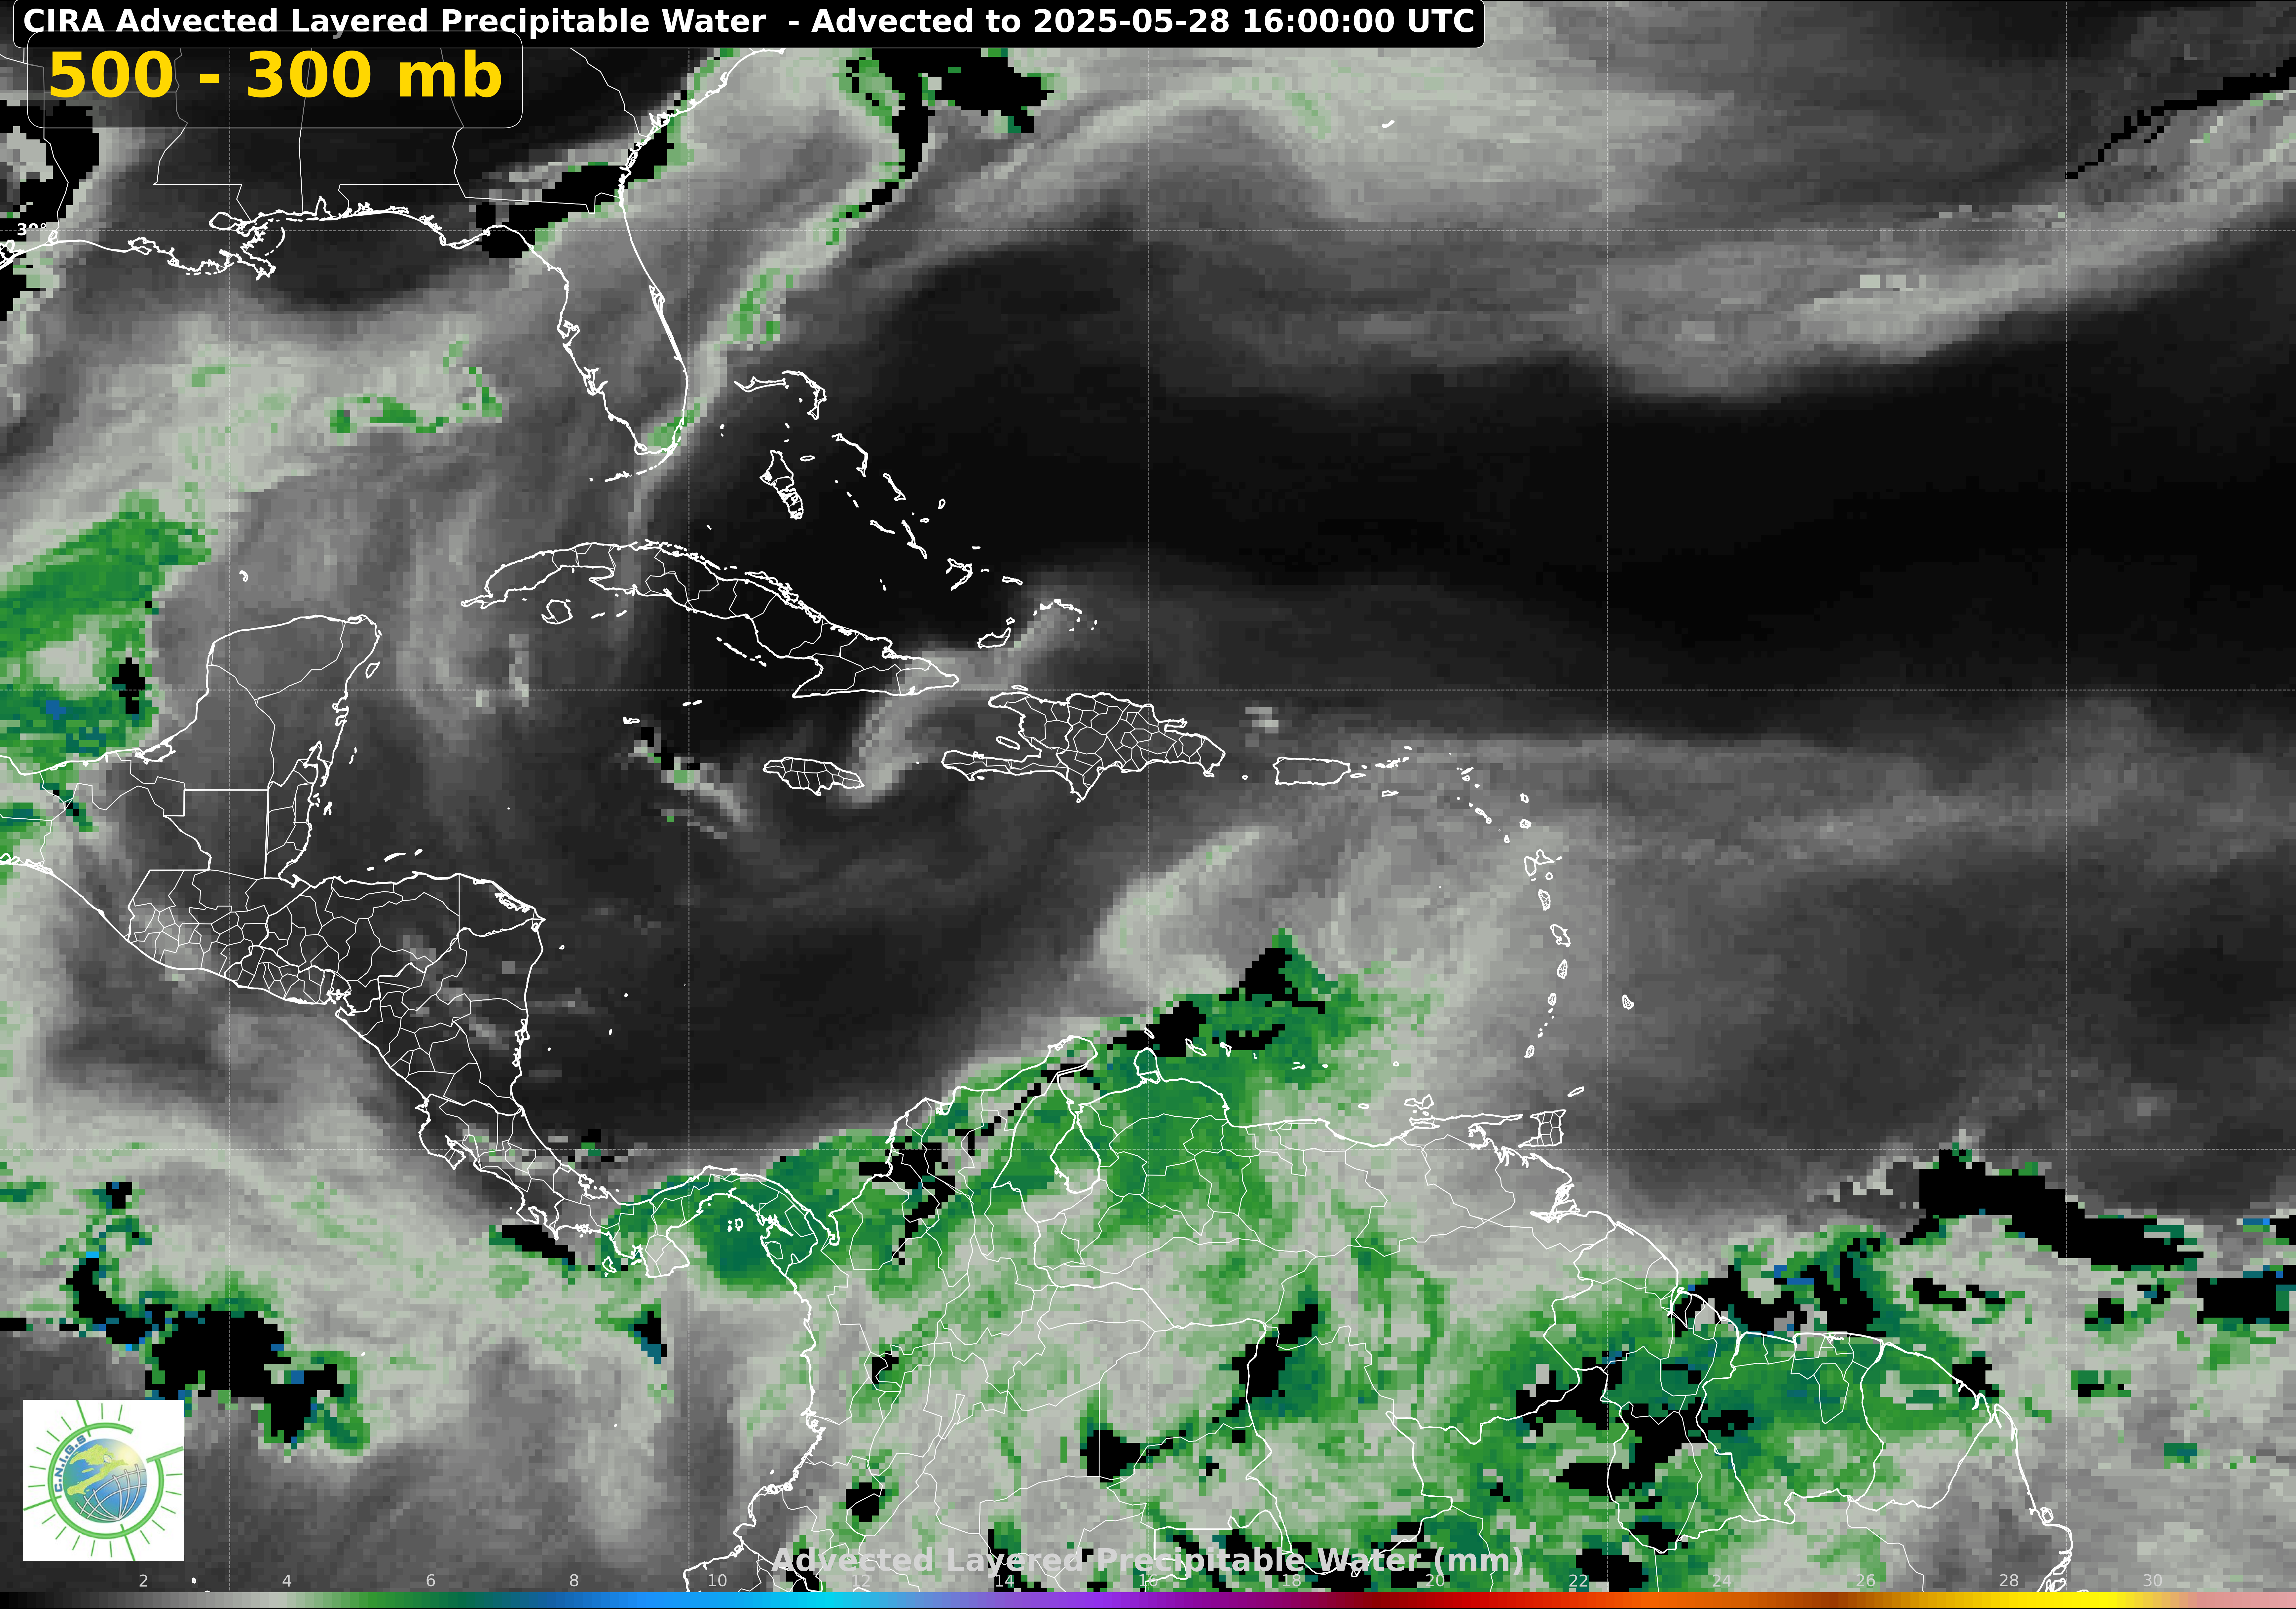 CIRA Advected Layered Precipitable Water - Advected to 2025-05-28 16:00:00 UTC
500 - 300 mb
30°
C.N.I.G.S
Advected Layered Precipitable Water (mm)
2 4 6 8 10 12 14 16 18 20 22 24 26 28 30